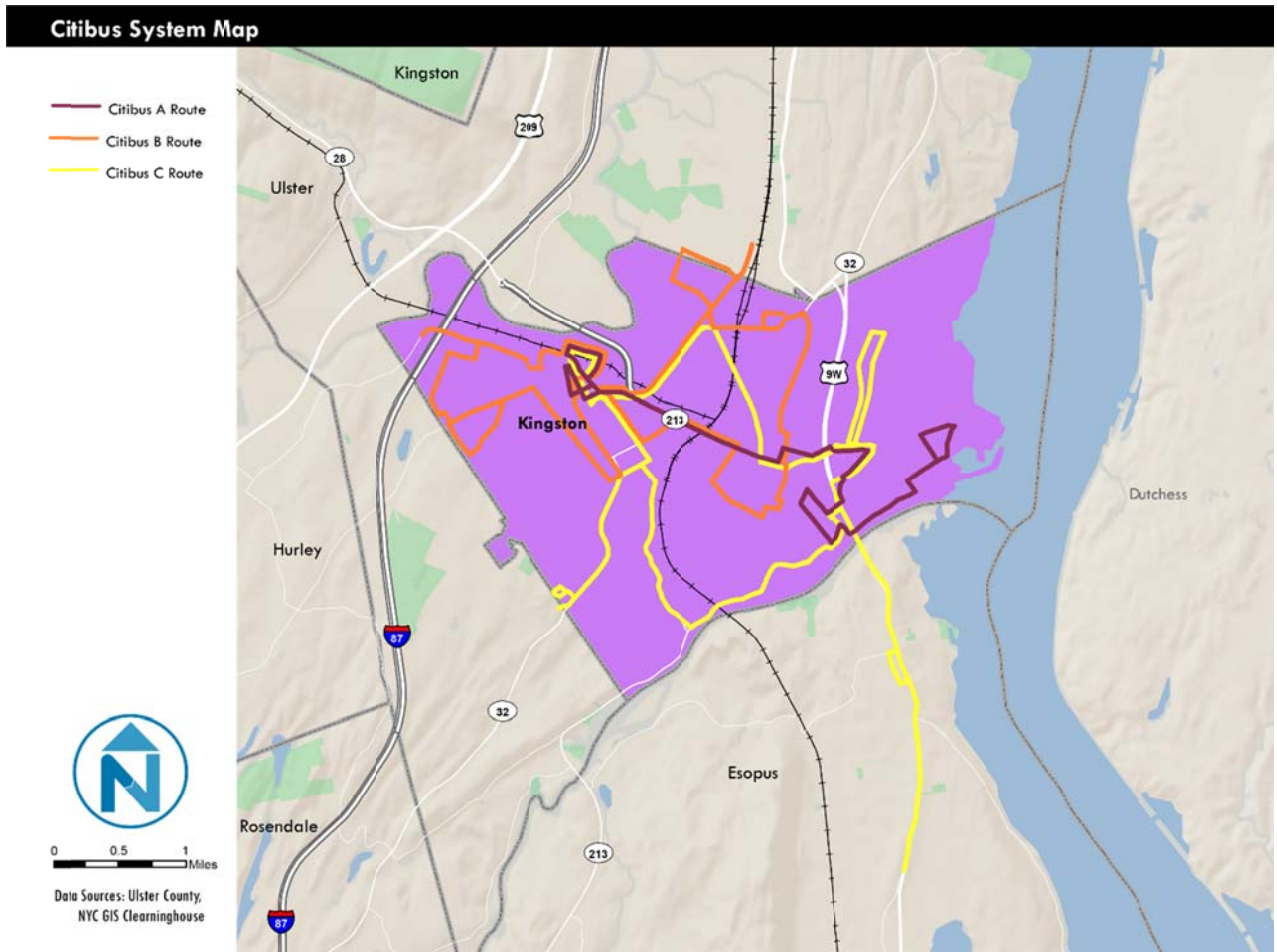 Citibus System Map
Citibus A Route
Citibus B Route
Citibus C Route
Kingston
209
28
Ulster
32
9W
Kingston
213
Dutchess
Hurley
87
32
Esopus
Rosendale
213
87
N
0 0.5 1
Miles
Data Sources: Ulster County,
NYC GIS Clearninghouse